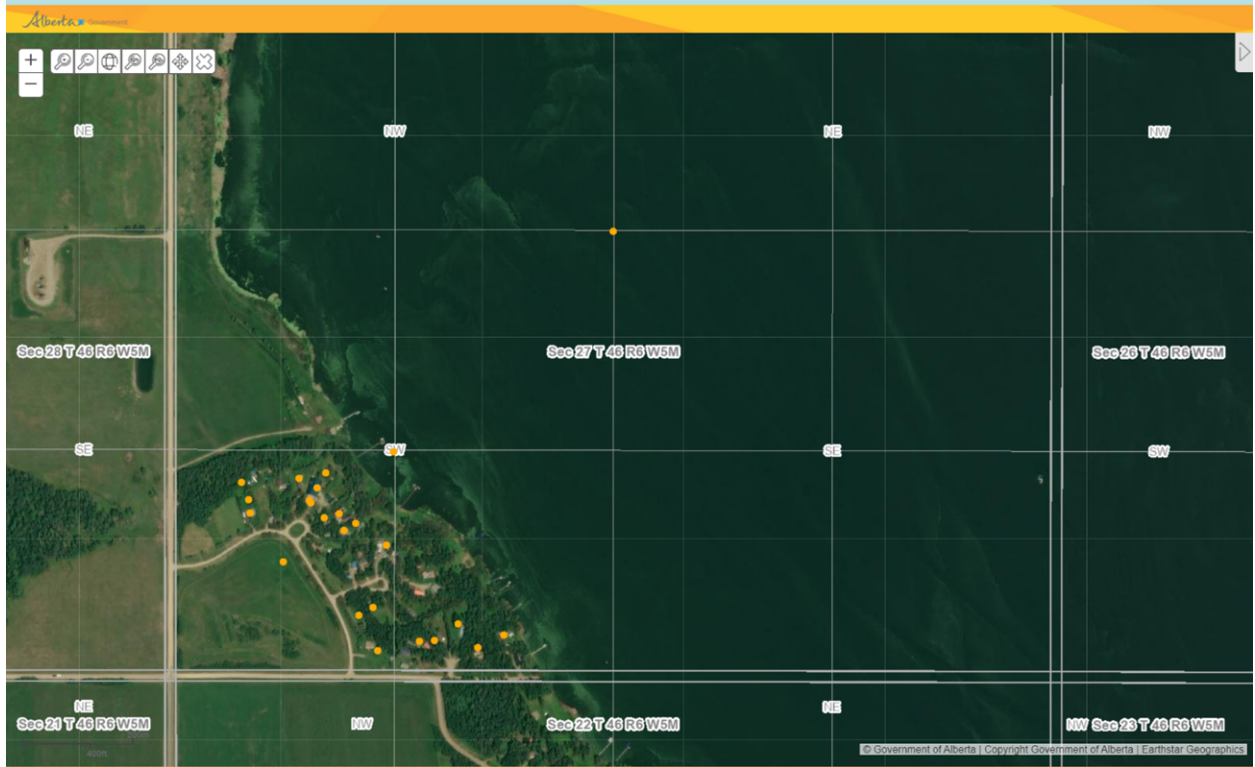 Alberta Government
+
−
NE
NW
NE
NW
Sec 28 T 46 R6 W5M
Sec 27 T 46 R6 W5M
Sec 26 T 46 R6 W5M
SE
SW
SE
SW
NE
NW
NE
NW
Sec 21 T 46 R6 W5M
Sec 22 T 46 R6 W5M
Sec 23 T 46 R6 W5M
400ft
© Government of Alberta | Copyright Government of Alberta | Earthstar Geographics